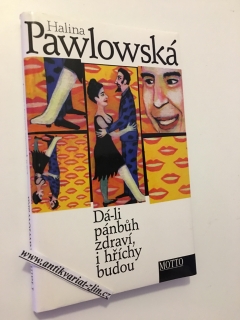 Halina
Pawlowská
Dá-li
pánbůh
zdraví,
i hříchy
budou
MOTTO
www.antikvariat-zlin.cz